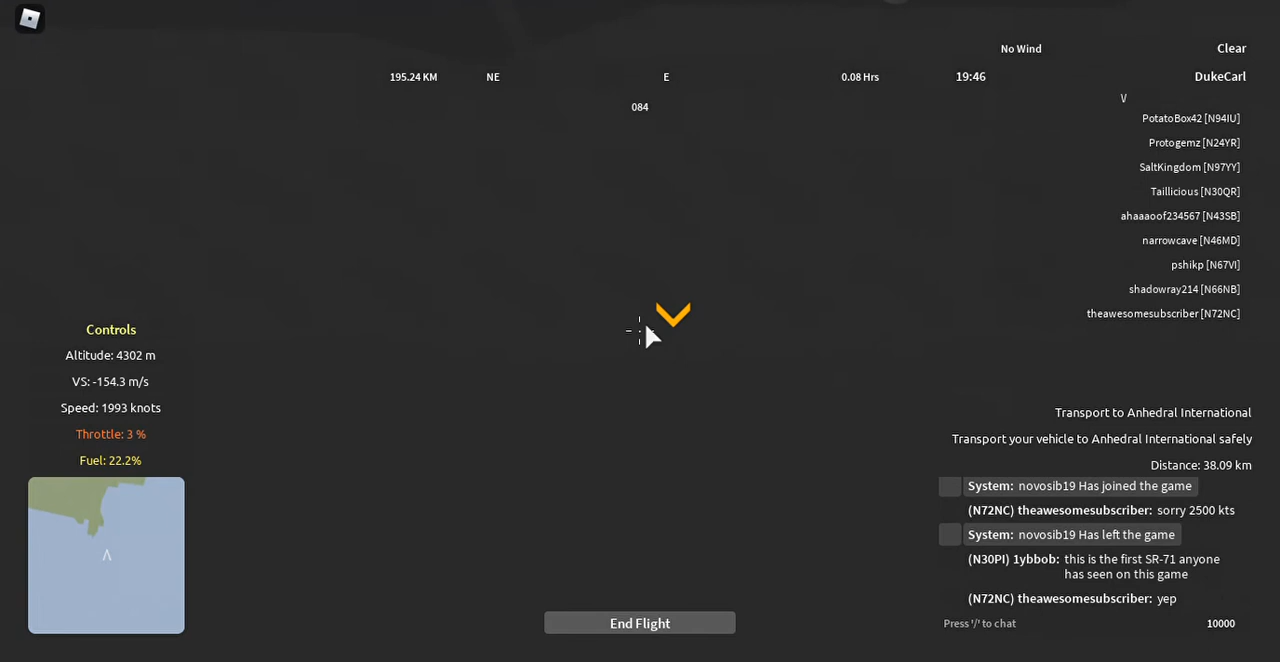 No Wind
Clear
195.24 KM
NE
E
0.08 Hrs
19:46
DukeCarl
084
V
PotatoBox42 [N94IU]
Protogemz [N24YR]
SaltKingdom [N97YY]
Taillicious [N30QR]
ahaaaoof234567 [N43SB]
narrowcave [N46MD]
pshikp [N67VI]
shadowray214 [N66NB]
theawesomesubscriber [N72NC]
Controls
Altitude: 4302 m
VS: -154.3 m/s
Speed: 1993 knots
Throttle: 3 %
Fuel: 22.2%
Transport to Anhedral International
Transport your vehicle to Anhedral International safely
Distance: 38.09 km
System: novosib19 Has joined the game
(N72NC) theawesomesubscriber: sorry 2500 kts
System: novosib19 Has left the game
(N30PI) 1ybbob: this is the first SR-71 anyone
has seen on this game
(N72NC) theawesomesubscriber: yep
Press '/' to chat
10000
End Flight